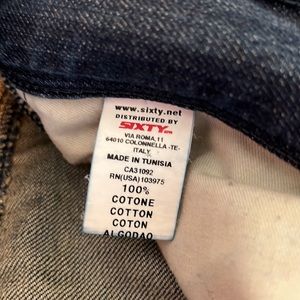 www.sixty.net
DISTRIBUTED BY
SIXTY
VIA ROMA,11
64010 COLONNELLA -TE-
ITALY
MADE IN TUNISIA
CA31092
RN(USA)103975
100%
COTONE
COTTON
COTON
ALGODAO